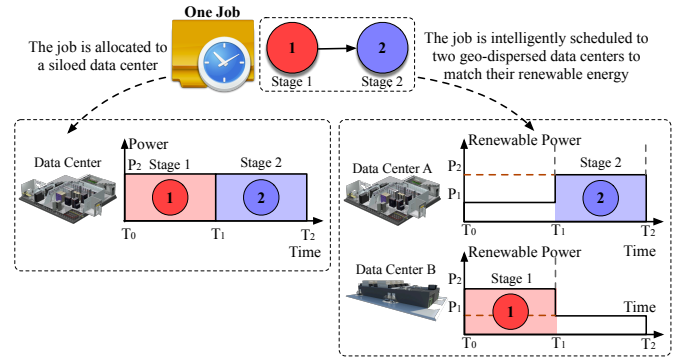 One Job
The job is allocated to
a siloed data center
1
2
Stage 1
Stage 2
The job is intelligently scheduled to
two geo-dispersed data centers to
match their renewable energy
Data Center
Power
P2
Stage 1
Stage 2
1
2
T0
T1
T2
Time
Data Center A
Renewable Power
P2
P1
Stage 2
2
T0
T1
T2
Time
Data Center B
Renewable Power
P2
P1
Stage 1
1
Time
T0
T1
T2